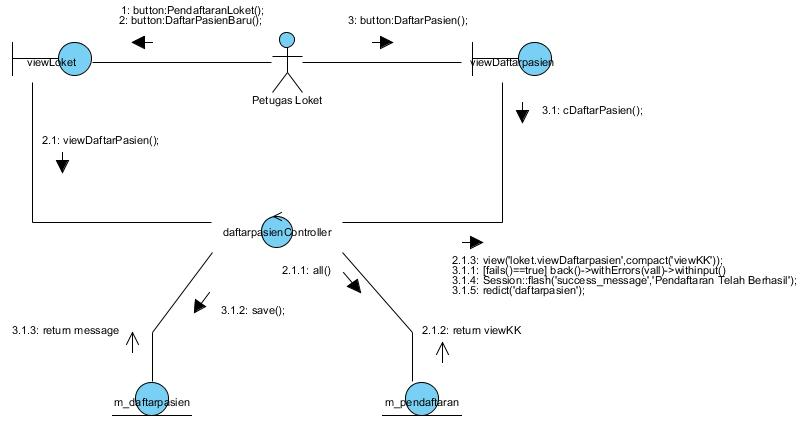 1: button:PendaftaranLoket();
2: button:DaftarPasienBaru();
3: button:DaftarPasien();
viewLoket
viewDaftarpasien
Petugas Loket
3.1: cDaftarPasien();
2.1: viewDaftarPasien();
daftarpasienController
2.1.3: view('loket.viewDaftarpasien',compact('viewKK'));
3.1.1: [fails()==true] back()->withErrors(vall)->withinput()
3.1.4: Session::flash('success_message','Pendaftaran Telah Berhasil');
3.1.5: redict('daftarpasien');
2.1.1: all()
3.1.2: save();
3.1.3: return message
2.1.2: return viewKK
m_daftarpasien
m_pendaftaran